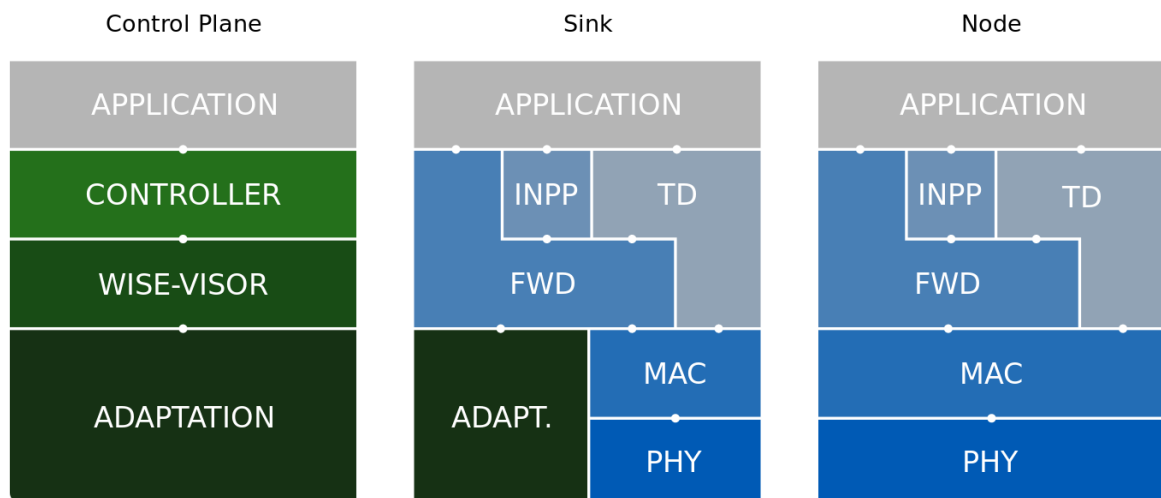 Control Plane
APPLICATION
CONTROLLER
WISE-VISOR
ADAPTATION
Sink
APPLICATION
INPP
TD
FWD
ADAPT.
MAC
PHY
Node
APPLICATION
INPP
TD
FWD
MAC
PHY